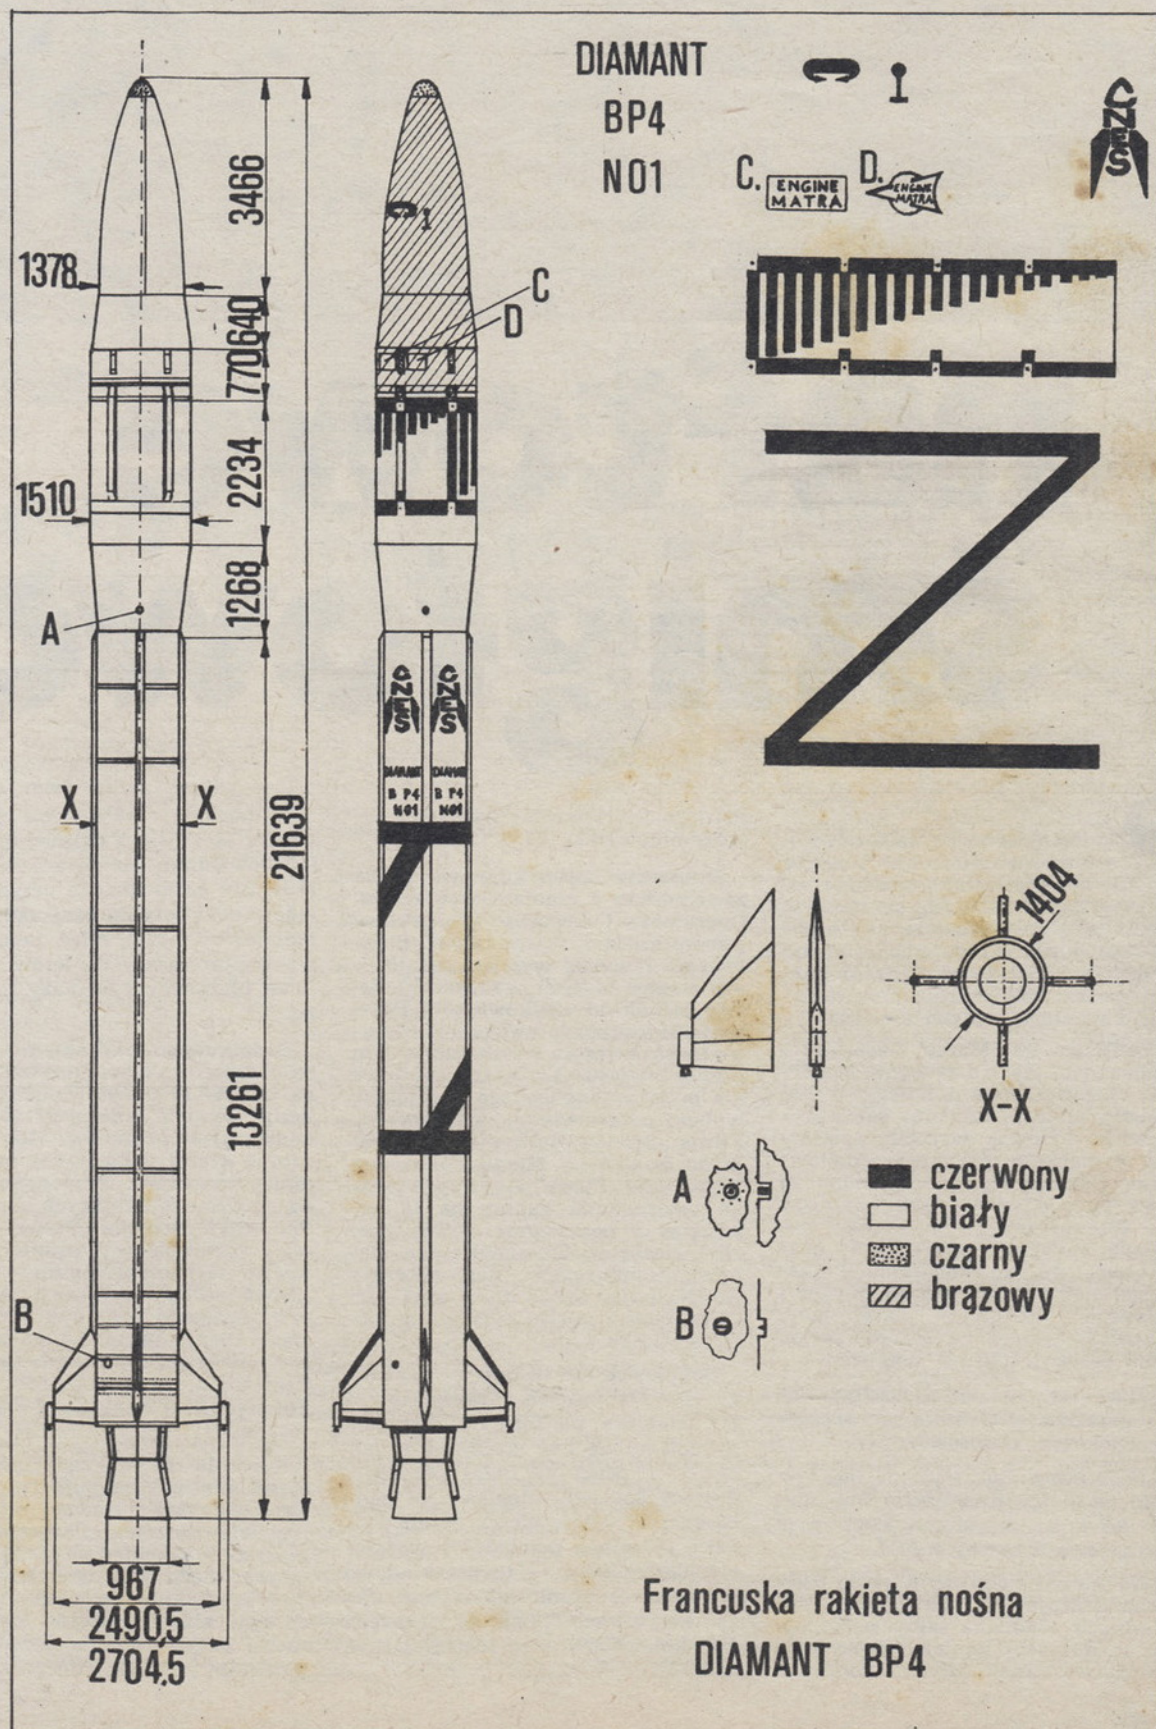 DIAMANT
BP4
N01
CNES
C.
ENGINE
MATRA
D.
ENGINE
MATRA
3466
1378
640
770
2234
1510
1268
A
C
D
CNES
CNES
DIAMANT
DIAMANT
B P4
B P4
N01
N01
X
X
21639
13261
B
967
2490,5
2704,5
1404
X-X
A
B
czerwony
biały
czarny
brązowy
Francuska rakieta nośna
DIAMANT BP4